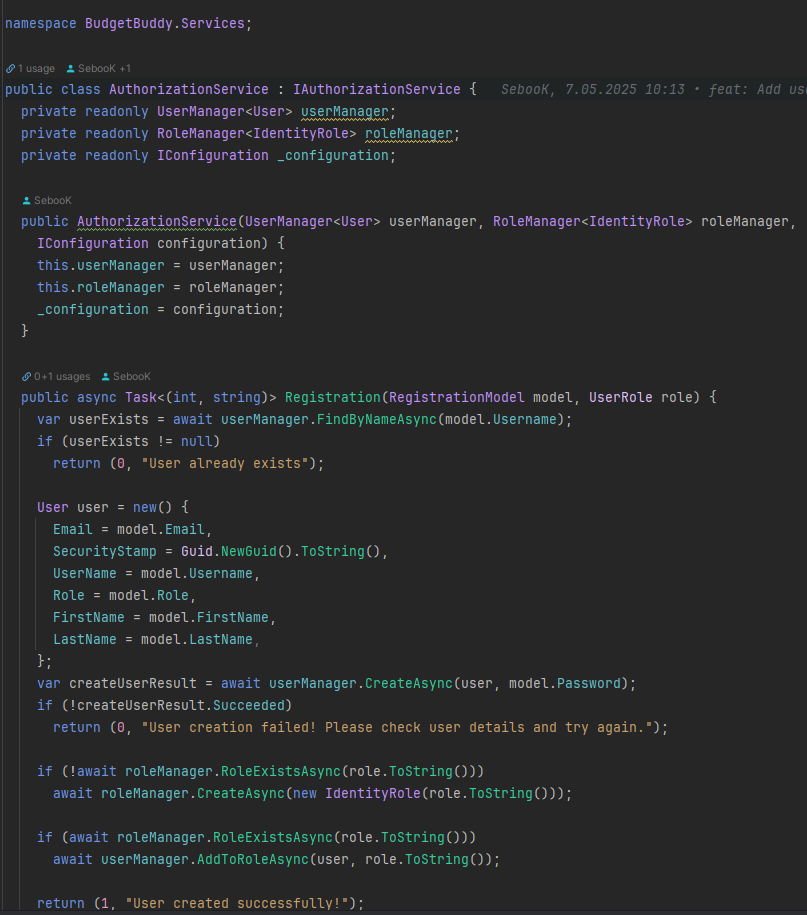 namespace BudgetBuddy.Services;
1 usage SebooK +1
public class AuthorizationService : IAuthorizationService { SebooK, 7.05.2025 10:13 • feat: Add use
private readonly UserManager<User> userManager;
private readonly RoleManager<IdentityRole> roleManager;
private readonly IConfiguration _configuration;
SebooK
public AuthorizationService(UserManager<User> userManager, RoleManager<IdentityRole> roleManager,
IConfiguration configuration) {
this.userManager = userManager;
this.roleManager = roleManager;
_configuration = configuration;
}
0+1 usages SebooK
public async Task<(int, string)> Registration(RegistrationModel model, UserRole role) {
var userExists = await userManager.FindByNameAsync(model.Username);
if (userExists != null)
return (0, "User already exists");
User user = new() {
Email = model.Email,
SecurityStamp = Guid.NewGuid().ToString(),
UserName = model.Username,
Role = model.Role,
FirstName = model.FirstName,
LastName = model.LastName,
};
var createUserResult = await userManager.CreateAsync(user, model.Password);
if (!createUserResult.Succeeded)
return (0, "User creation failed! Please check user details and try again.");
if (!await roleManager.RoleExistsAsync(role.ToString()))
await roleManager.CreateAsync(new IdentityRole(role.ToString()));
if (await roleManager.RoleExistsAsync(role.ToString()))
await userManager.AddToRoleAsync(user, role.ToString());
return (1, "User created successfully!");